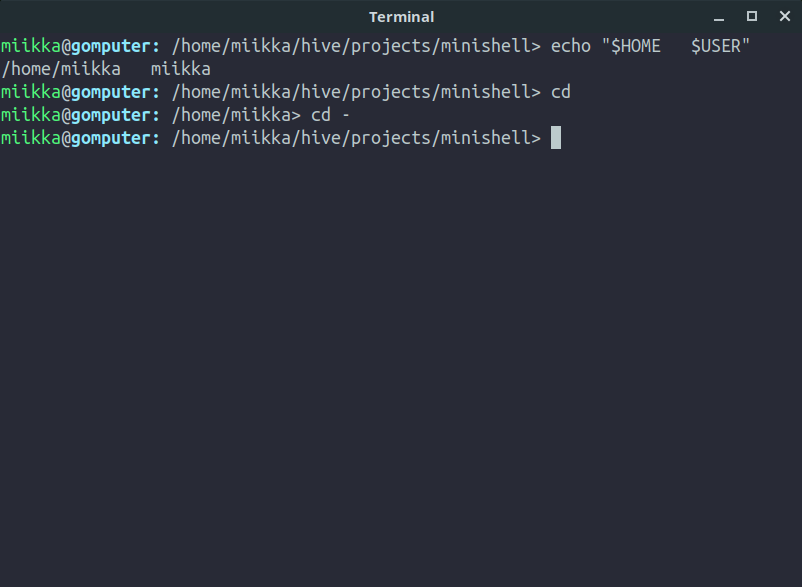 Terminal
miikka@gomputer: /home/miikka/hive/projects/minishell> echo "$HOME   $USER"
/home/miikka   miikka
miikka@gomputer: /home/miikka/hive/projects/minishell> cd
miikka@gomputer: /home/miikka> cd -
miikka@gomputer: /home/miikka/hive/projects/minishell>